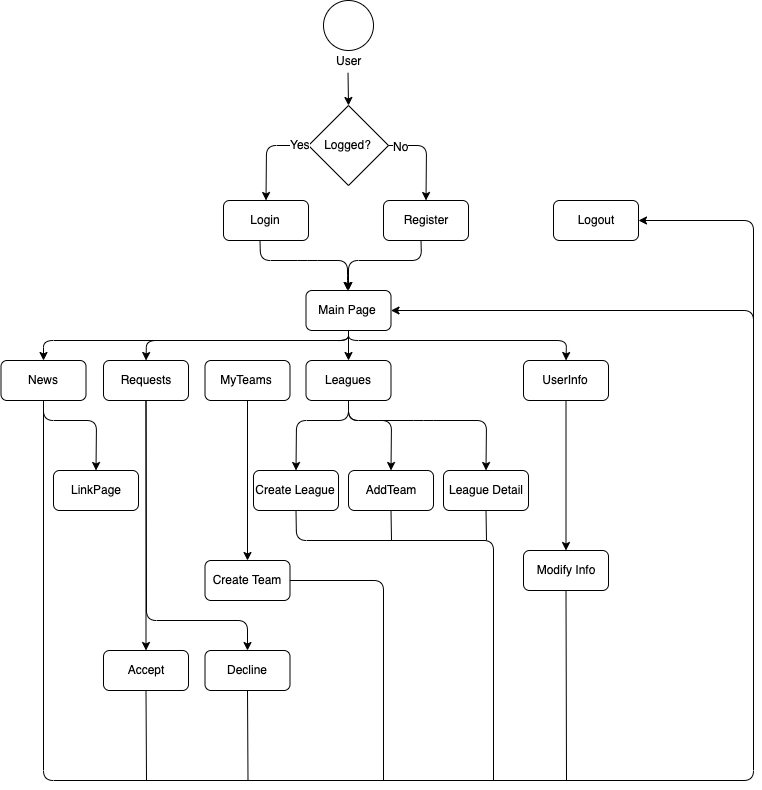 User
Logged?
Yes
No
Login
Register
Logout
Main Page
News
Requests
MyTeams
Leagues
UserInfo
LinkPage
Create League
AddTeam
League Detail
Create Team
Modify Info
Accept
Decline